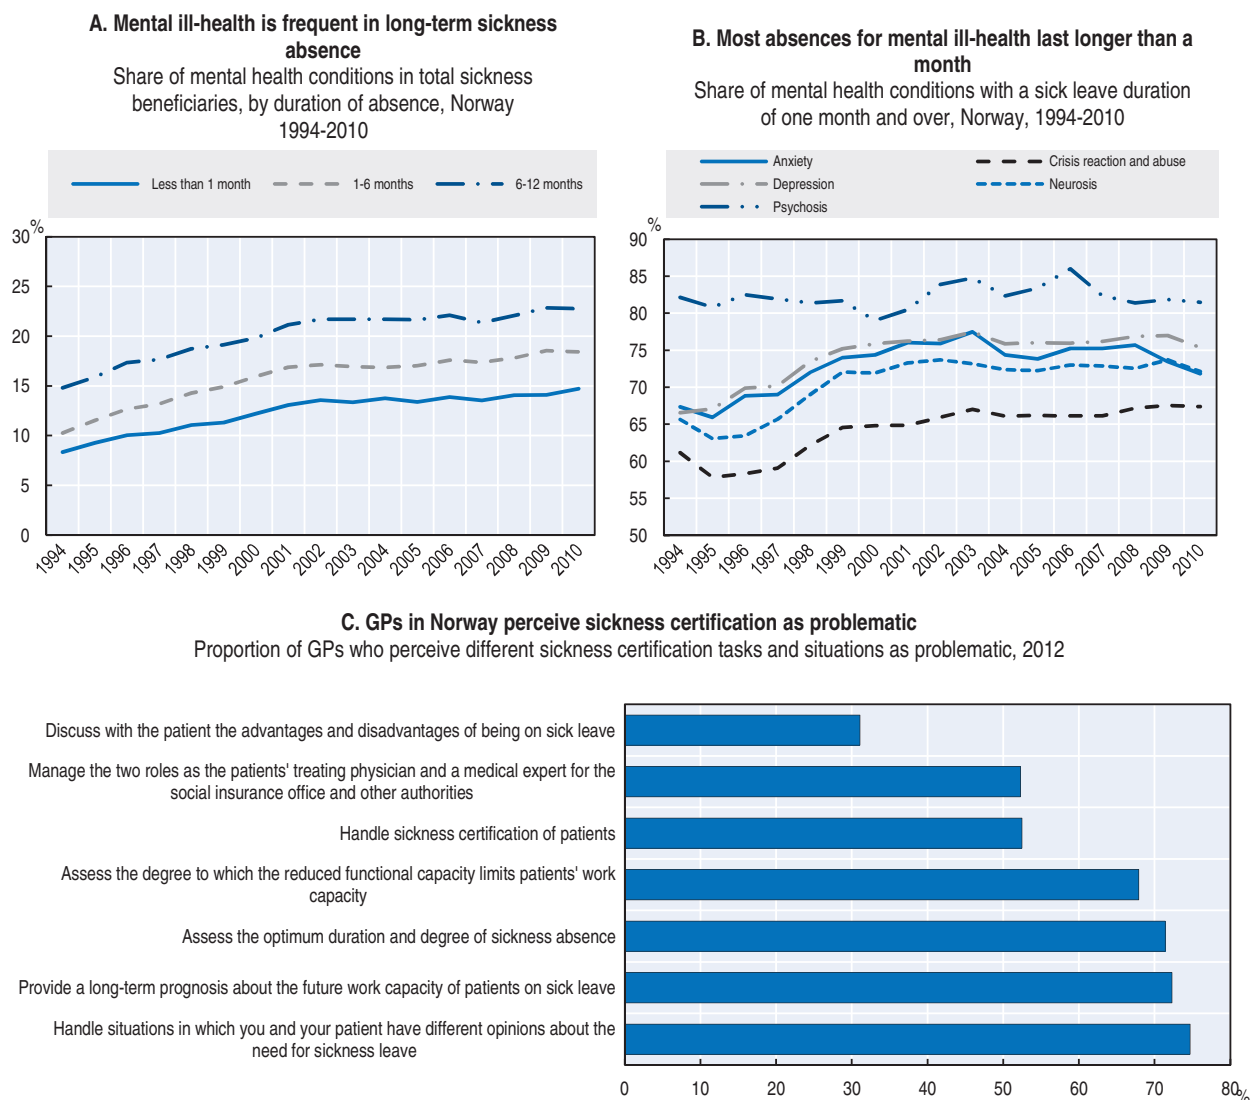 A. Mental ill-health is frequent in long-term sickness
absence
Share of mental health conditions in total sickness
beneficiaries, by duration of absence, Norway
1994-2010
Less than 1 month
1-6 months
6-12 months
%
30
25
20
15
10
5
0
1994
1995
1996
1997
1998
1999
2000
2001
2002
2003
2004
2005
2006
2007
2008
2009
2010
B. Most absences for mental ill-health last longer than a
month
Share of mental health conditions with a sick leave duration
of one month and over, Norway, 1994-2010
Anxiety
Crisis reaction and abuse
Depression
Neurosis
Psychosis
%
90
85
80
75
70
65
60
55
50
1994
1995
1996
1997
1998
1999
2000
2001
2002
2003
2004
2005
2006
2007
2008
2009
2010
C. GPs in Norway perceive sickness certification as problematic
Proportion of GPs who perceive different sickness certification tasks and situations as problematic, 2012
Discuss with the patient the advantages and disadvantages of being on sick leave
Manage the two roles as the patients' treating physician and a medical expert for the
social insurance office and other authorities
Handle sickness certification of patients
Assess the degree to which the reduced functional capacity limits patients' work
capacity
Assess the optimum duration and degree of sickness absence
Provide a long-term prognosis about the future work capacity of patients on sick leave
Handle situations in which you and your patient have different opinions about the
need for sickness leave
0
10
20
30
40
50
60
70
80
%